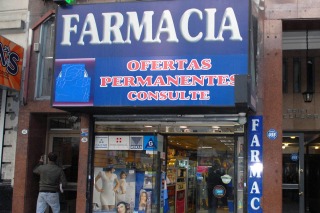 FARMACIA
OFERTAS
PERMANENTES
CONSULTE
FARMAC